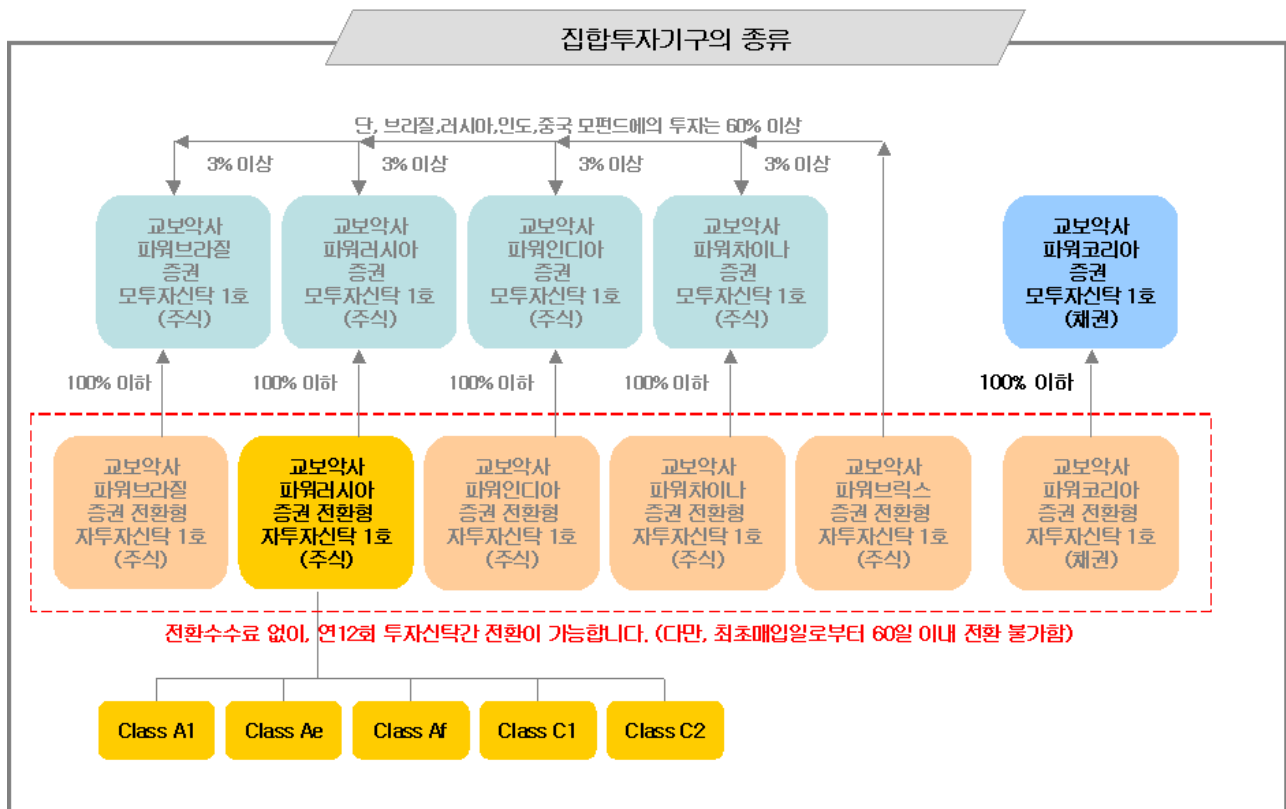 집합투자기구의 종류
단, 브라질,러시아,인도,중국 모펀드에의 투자는 60% 이상
3% 이상
3% 이상
3% 이상
3% 이상
교보악사
파워브라질
증권
모투자신탁 1호
(주식)
교보악사
파워러시아
증권
모투자신탁 1호
(주식)
교보악사
파워인디아
증권
모투자신탁 1호
(주식)
교보악사
파워차이나
증권
모투자신탁 1호
(주식)
교보악사
파워코리아
증권
모투자신탁 1호
(채권)
100% 이하
100% 이하
100% 이하
100% 이하
100% 이하
교보악사
파워브라질
증권 전환형
자투자신탁 1호
(주식)
교보악사
파워러시아
증권 전환형
자투자신탁 1호
(주식)
교보악사
파워인디아
증권 전환형
자투자신탁 1호
(주식)
교보악사
파워차이나
증권 전환형
자투자신탁 1호
(주식)
교보악사
파워브릭스
증권 전환형
자투자신탁 1호
(주식)
교보악사
파워코리아
증권 전환형
자투자신탁 1호
(채권)
전환수수료 없이, 연12회 투자신탁간 전환이 가능합니다. (다만, 최초매입일로부터 60일 이내 전환 불가함)
Class A1
Class Ae
Class Af
Class C1
Class C2